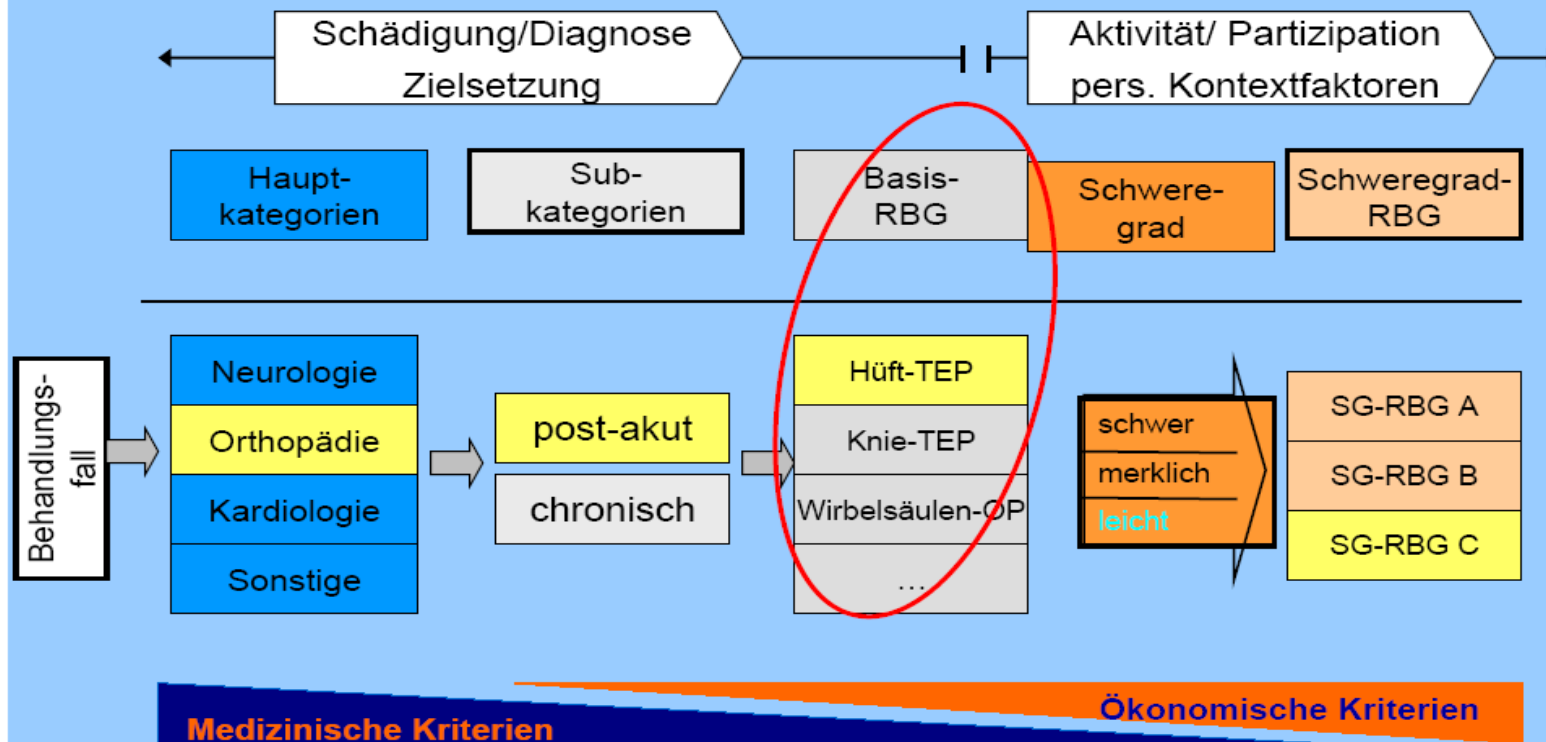 Schädigung/Diagnose
Zielsetzung
Aktivität/ Partizipation
pers. Kontextfaktoren
Haupt-
kategorien
Sub-
kategorien
Basis-
RBG
Schwere-
grad
Schweregrad-
RBG
Behandlungs-
fall
Neurologie
Orthopädie
Kardiologie
Sonstige
post-akut
chronisch
Hüft-TEP
Knie-TEP
Wirbelsäulen-OP
...
schwer
merklich
leicht
SG-RBG A
SG-RBG B
SG-RBG C
Medizinische Kriterien
Ökonomische Kriterien